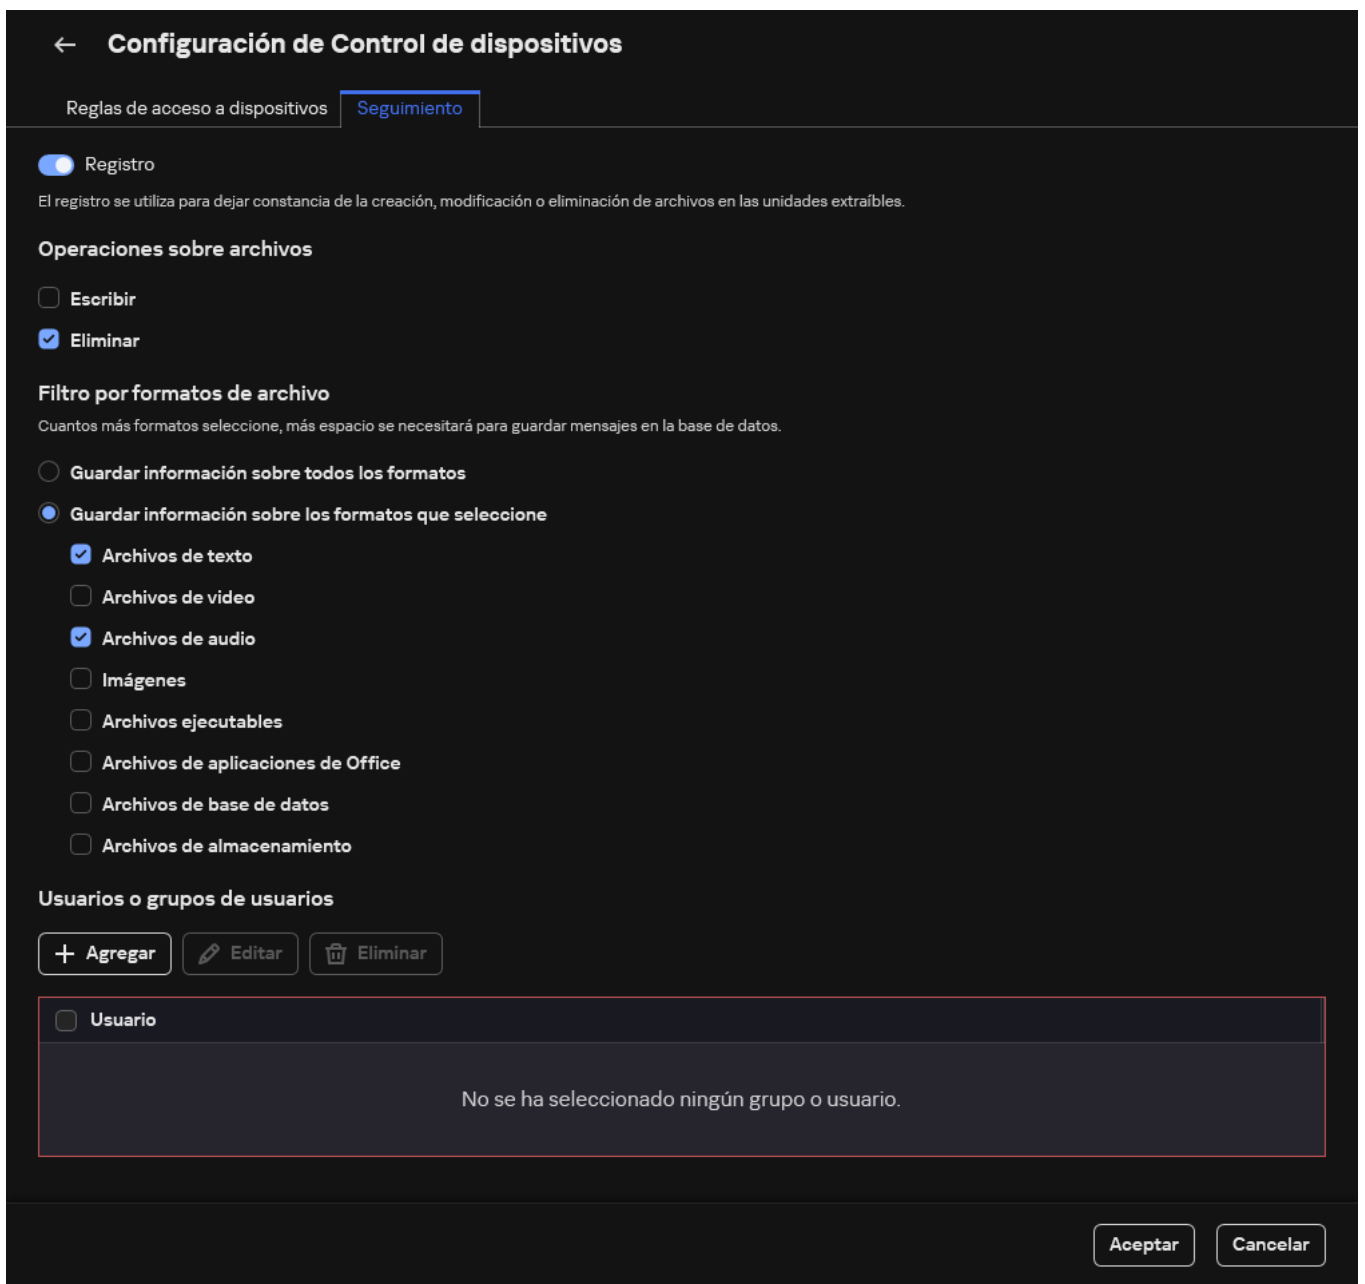 Configuración de Control de dispositivos
Reglas de acceso a dispositivos
Seguimiento
Registro
El registro se utiliza para dejar constancia de la creación, modificación o eliminación de archivos en las unidades extraíbles.
Operaciones sobre archivos
Escribir
Eliminar
Filtro por formatos de archivo
Cuantos más formatos seleccione, más espacio se necesitará para guardar mensajes en la base de datos.
Guardar información sobre todos los formatos
Guardar información sobre los formatos que seleccione
Archivos de texto
Archivos de video
Archivos de audio
Imágenes
Archivos ejecutables
Archivos de aplicaciones de Office
Archivos de base de datos
Archivos de almacenamiento
Usuarios o grupos de usuarios
Agregar
Editar
Eliminar
Usuario
No se ha seleccionado ningún grupo o usuario.
Aceptar
Cancelar